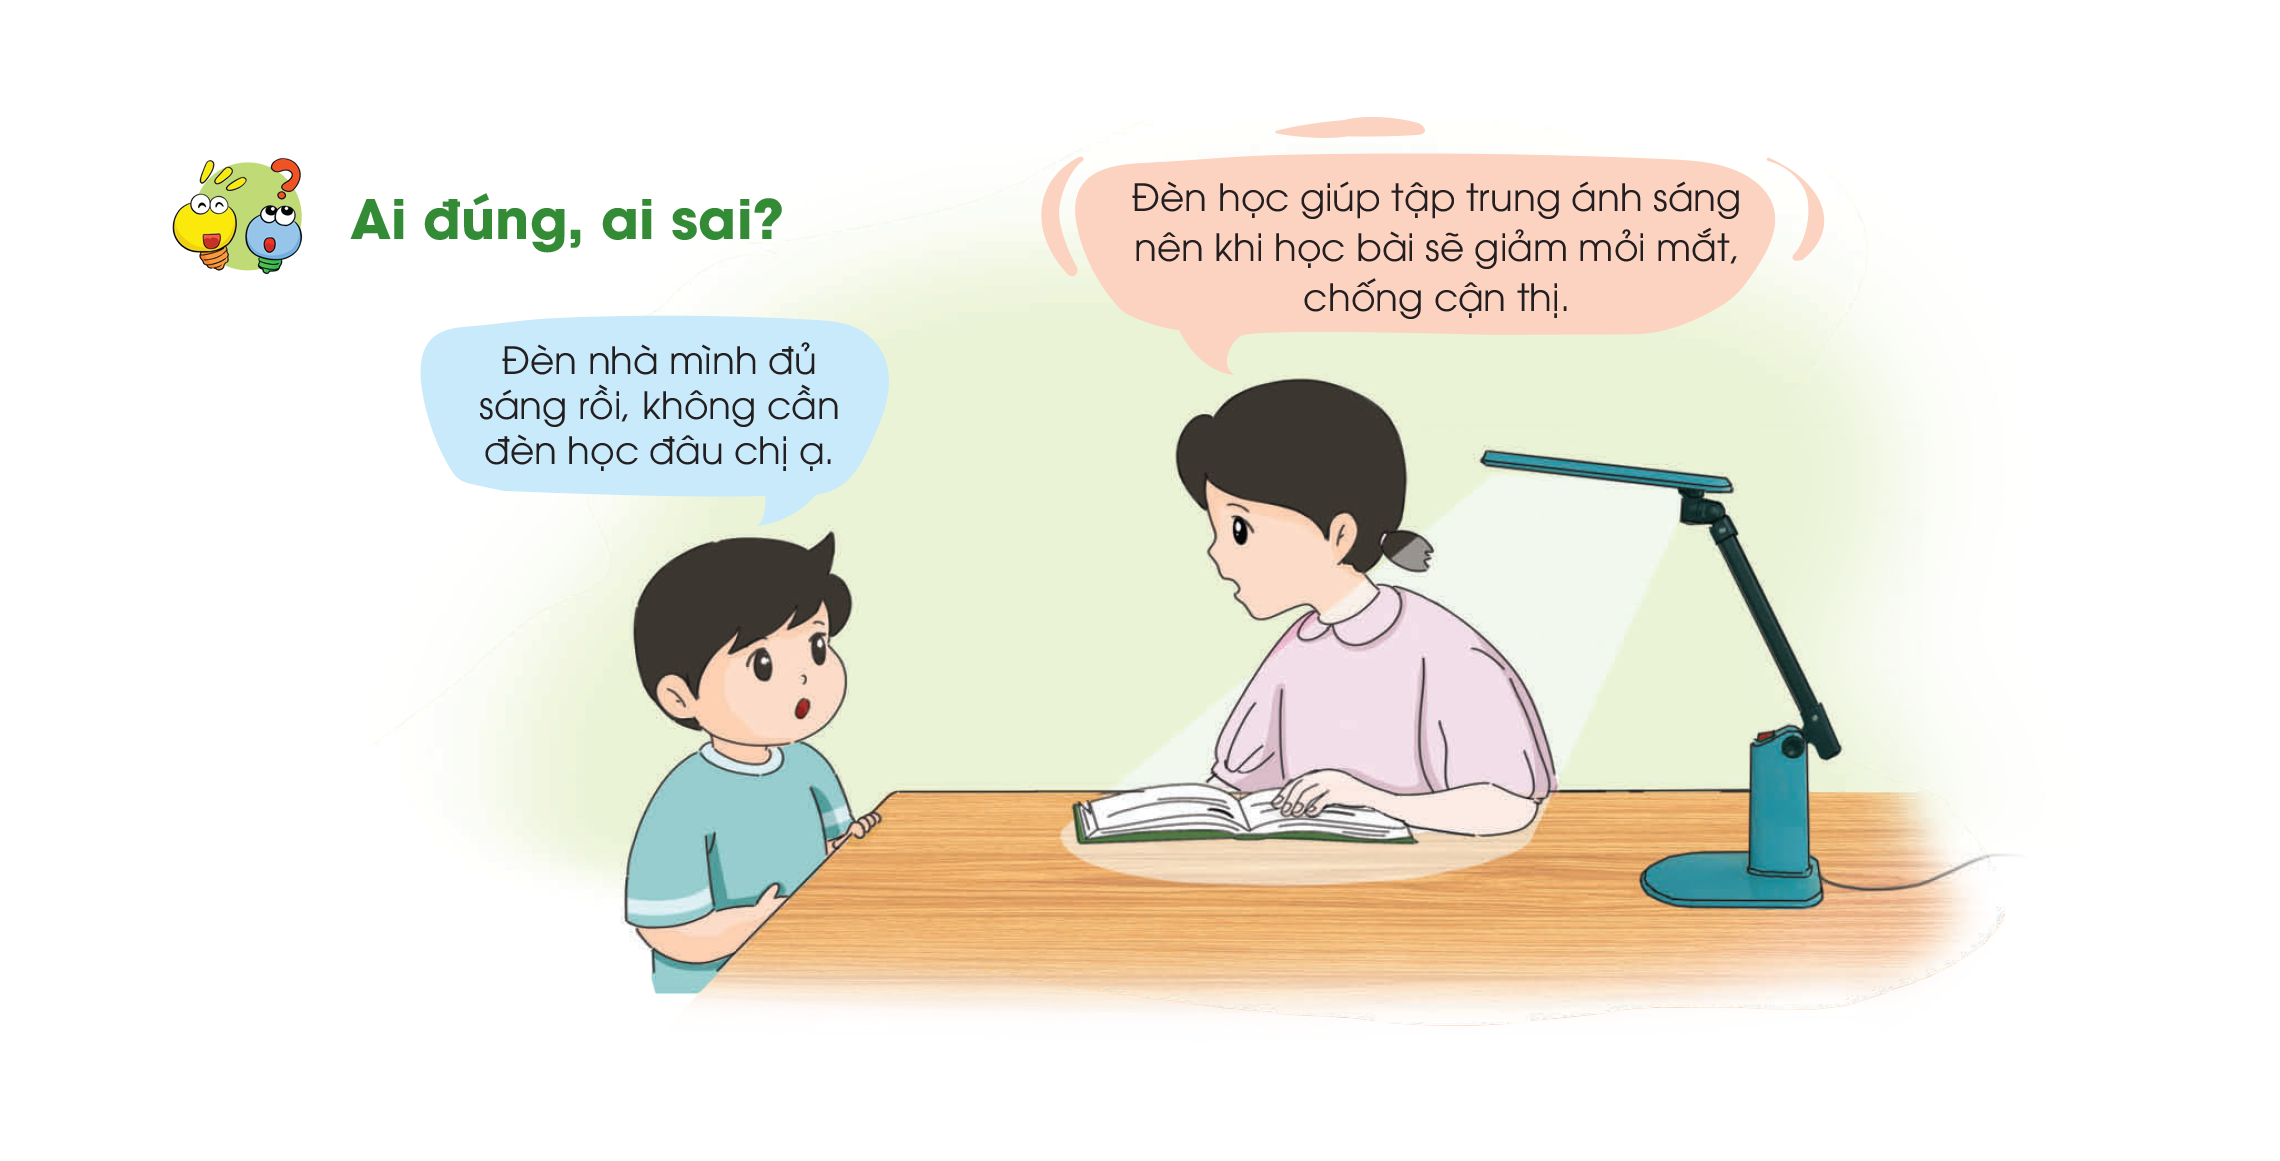 Ai đúng, ai sai?
Đèn nhà mình đủ
sáng rồi, không cần
đèn học đâu chị ạ.
Đèn học giúp tập trung ánh sáng
nên khi học bài sẽ giảm mỏi mắt,
chống cận thị.